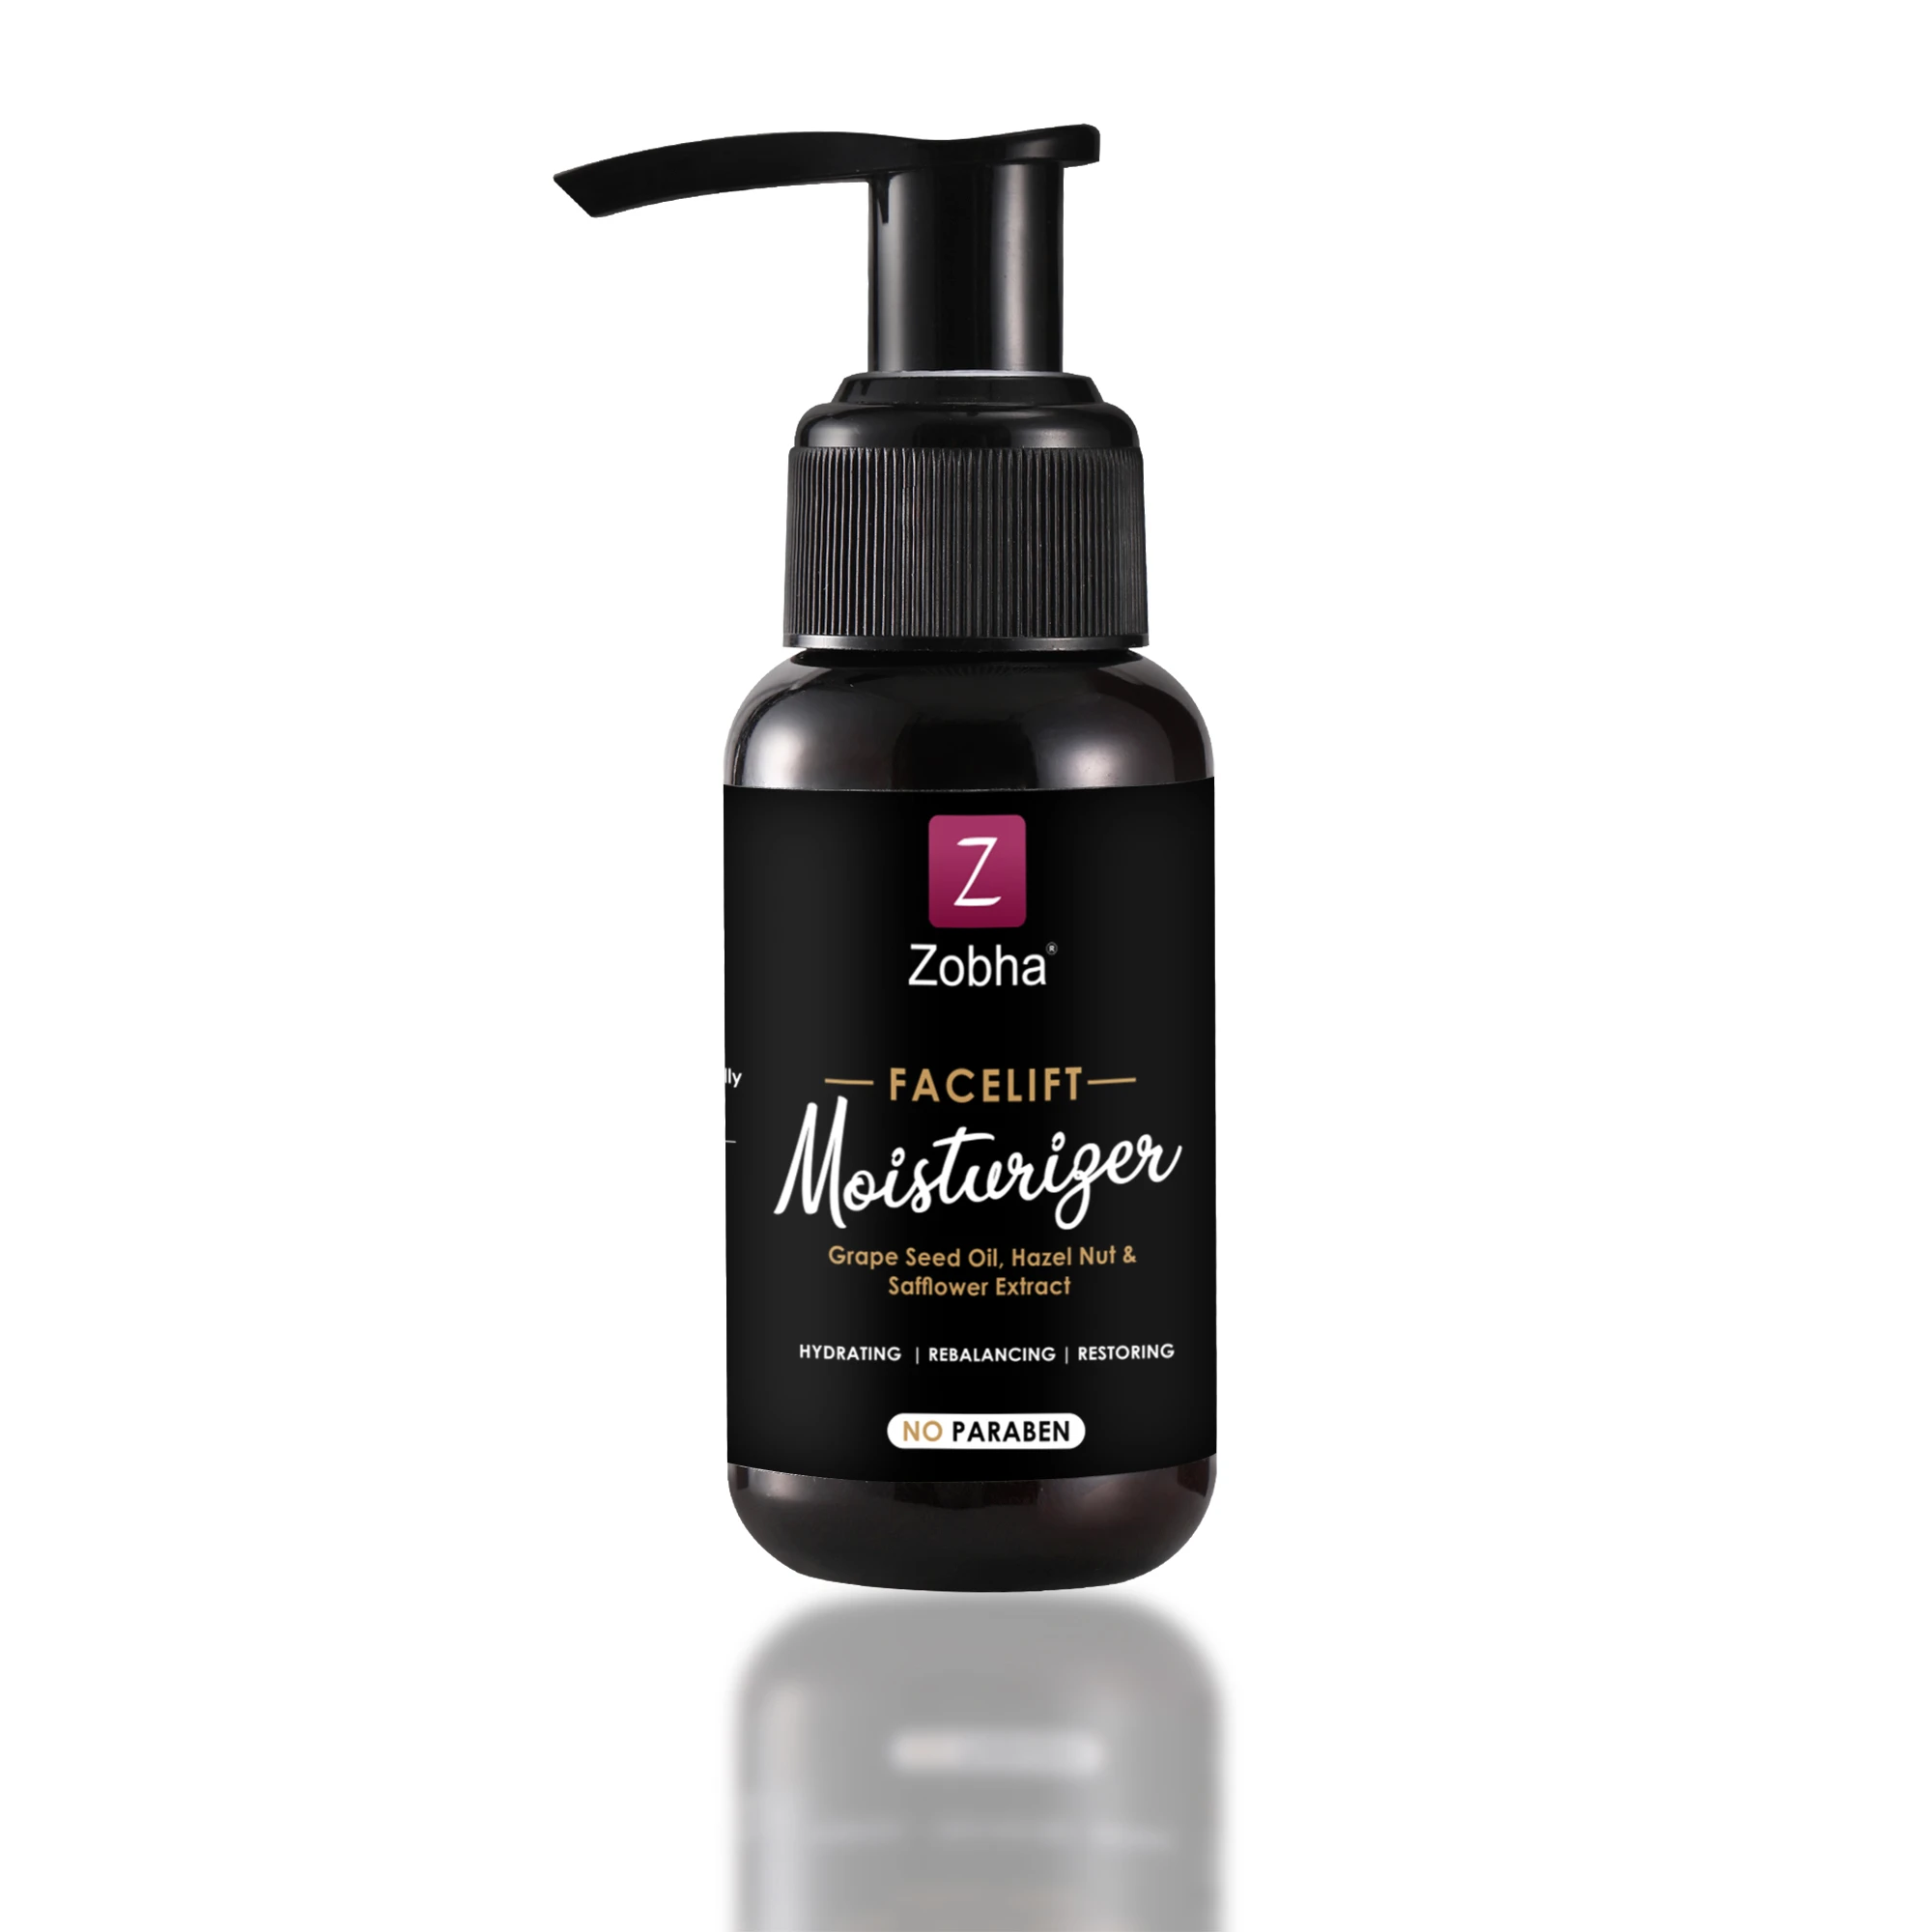 Z
Zobha®
FACELIFT
Moisturizer
Grape Seed Oil, Hazel Nut &
Safflower Extract
HYDRATING | REBALANCING | RESTORING
NO PARABEN